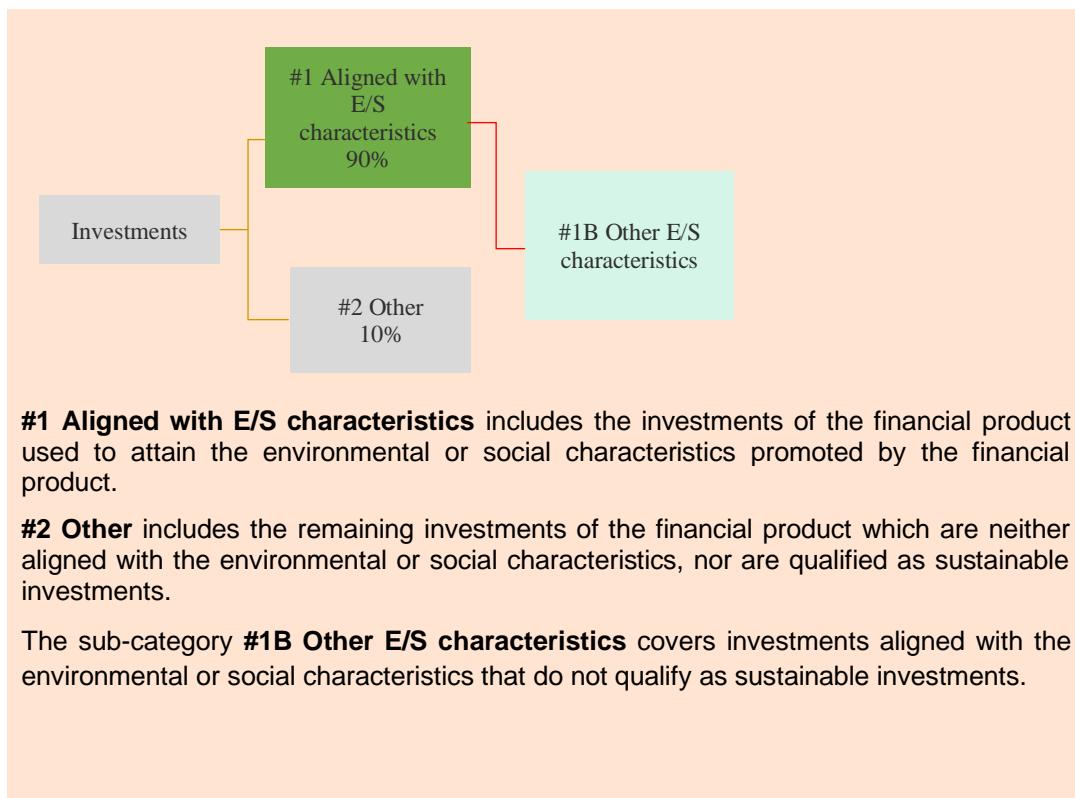 #1 Aligned with
E/S
characteristics
90%
Investments
#1B Other E/S
characteristics
#2 Other
10%
#1 Aligned with E/S characteristics includes the investments of the financial product
used to attain the environmental or social characteristics promoted by the financial
product.
#2 Other includes the remaining investments of the financial product which are neither
aligned with the environmental or social characteristics, nor are qualified as sustainable
investments.
The sub-category #1B Other E/S characteristics covers investments aligned with the
environmental or social characteristics that do not qualify as sustainable investments.